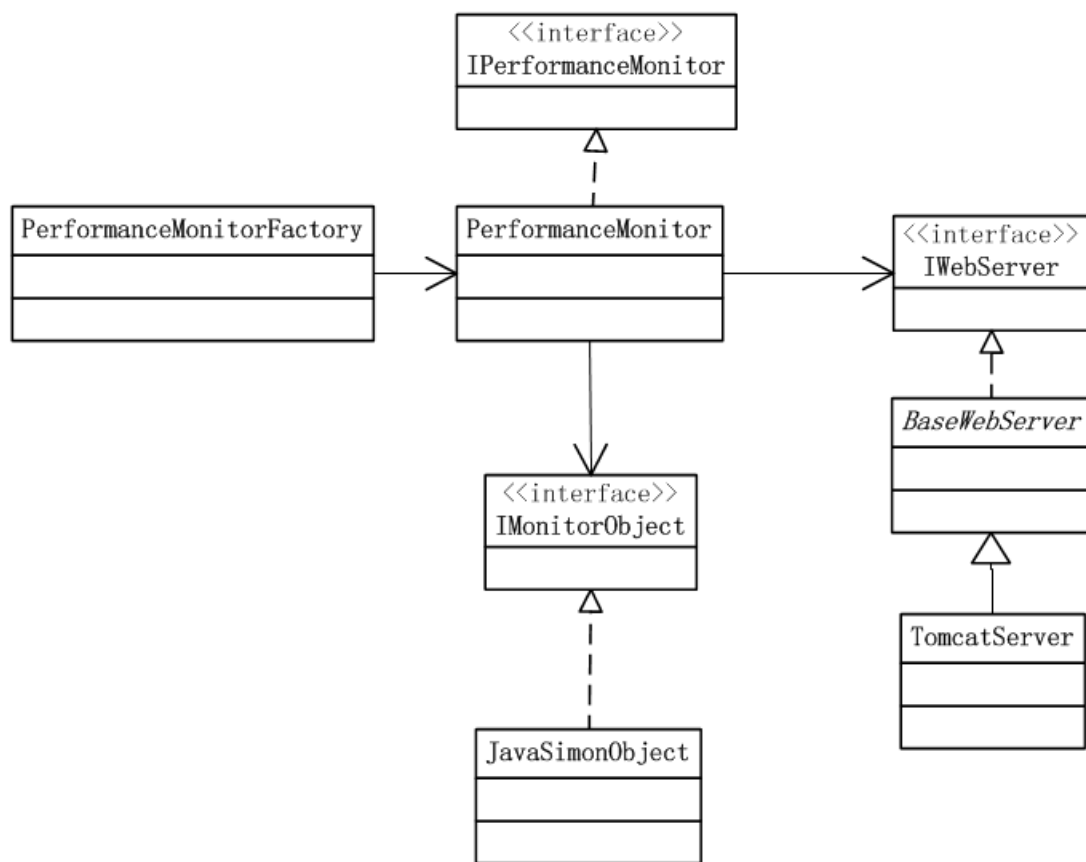 <<interface>>
IPerformanceMonitor
PerformanceMonitorFactory
PerformanceMonitor
<<interface>>
IWebServer
BaseWebServer
<<interface>>
IMonitorObject
TomcatServer
JavaSimonObject